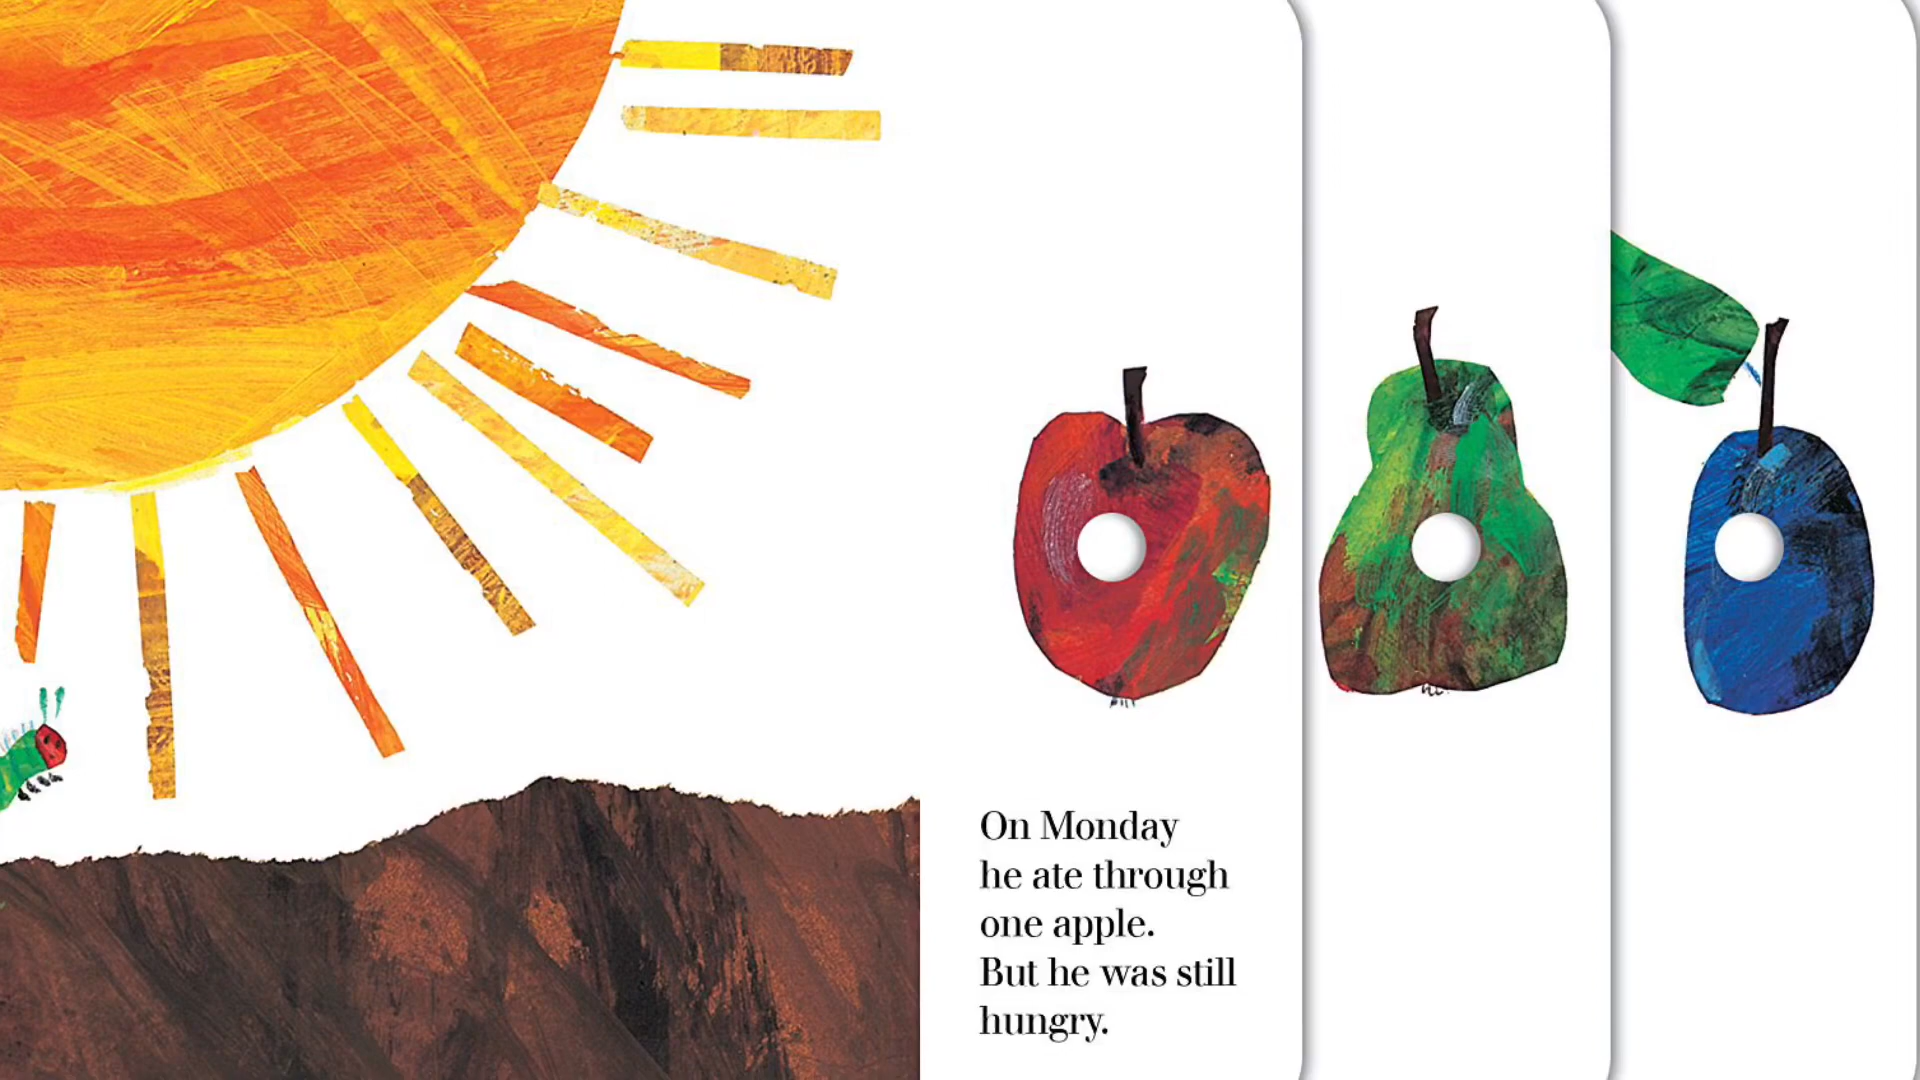 On Monday
he ate through
one apple.
But he was still
hungry.